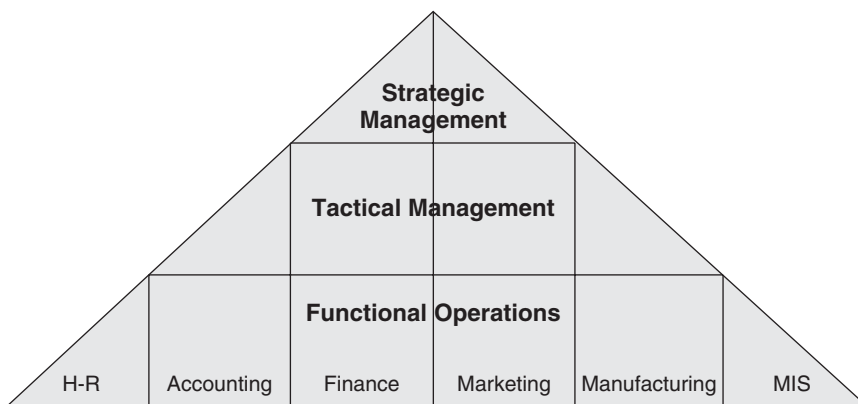 Strategic
Management
Tactical Management
Functional Operations
H-R Accounting Finance Marketing Manufacturing MIS